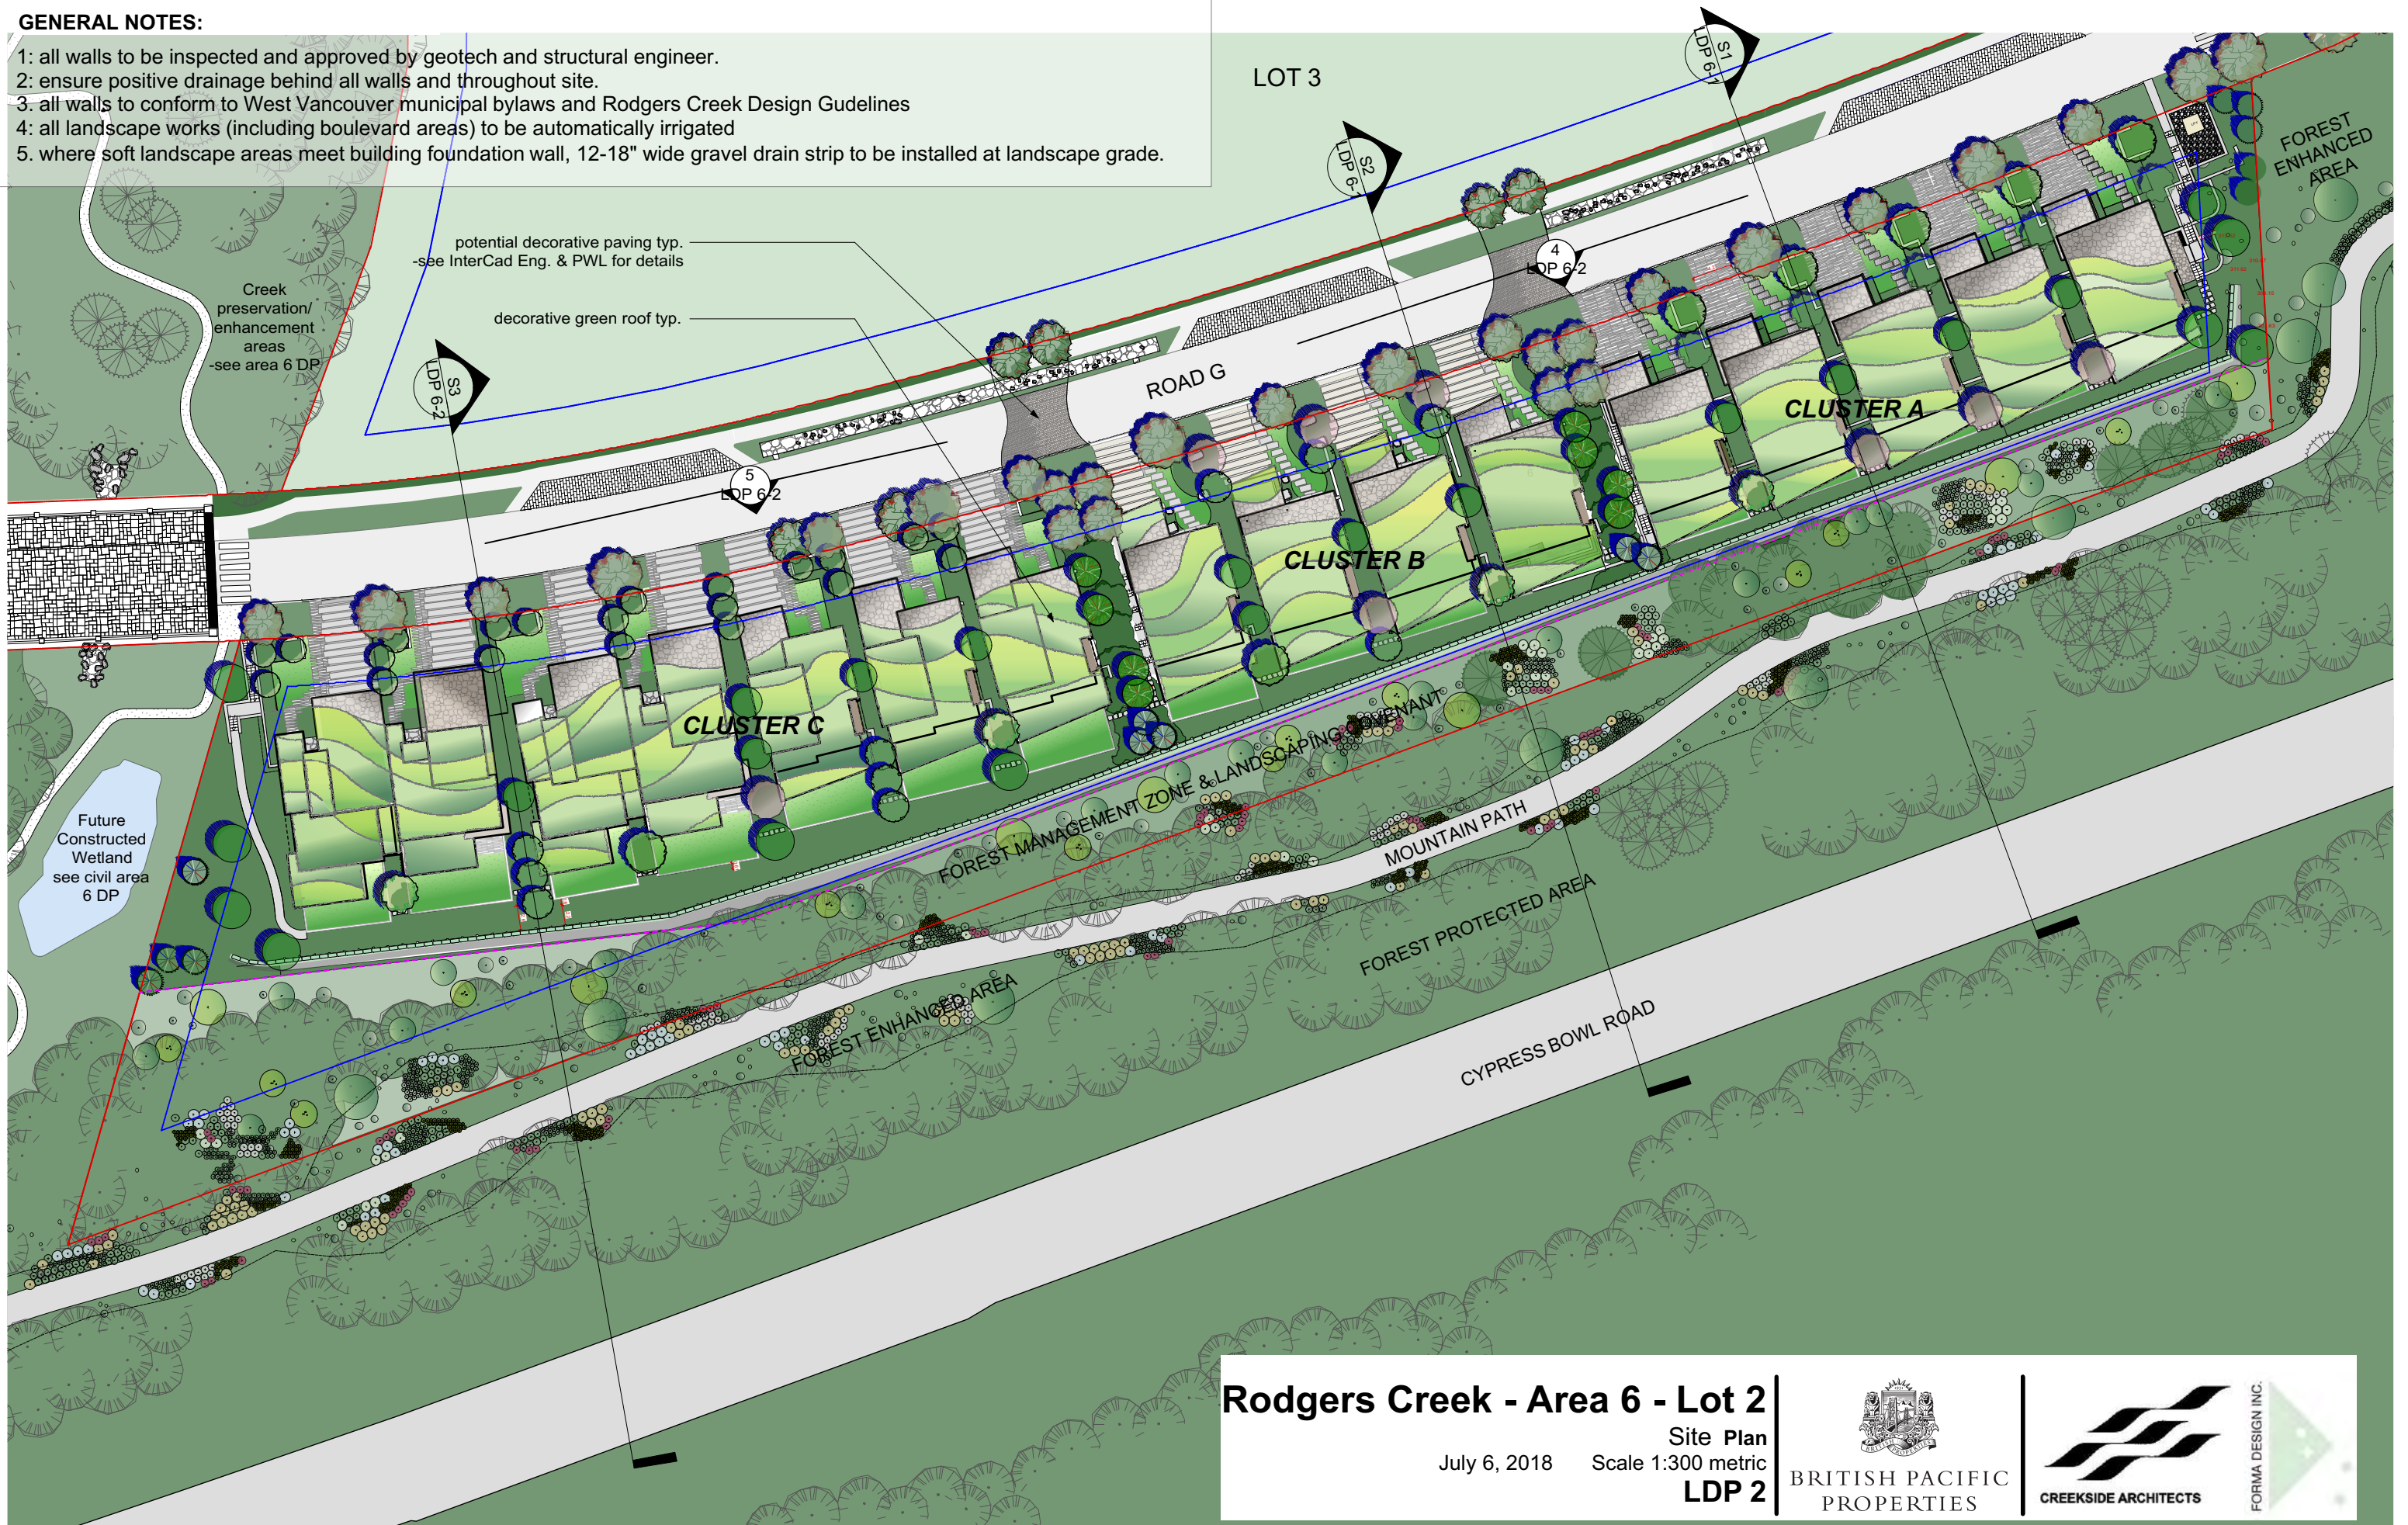 GENERAL NOTES:
1: all walls to be inspected and approved by geotech and structural engineer.
2: ensure positive drainage behind all walls and throughout site.
3. all walls to conform to West Vancouver municipal bylaws and Rodgers Creek Design Gudelines
4: all landscape works (including boulevard areas) to be automatically irrigated
5. where soft landscape areas meet building foundation wall, 12-18" wide gravel drain strip to be installed at landscape grade.
LOT 3
S1
LDP 6-1
S2
LDP 6-
FOREST
ENHANCED
AREA
potential decorative paving typ.
-see InterCad Eng. & PWL for details
4
LDP 6-2
Creek
preservation/
enhancement
areas
-see area 6 DP
decorative green roof typ.
S3
LDP 6-2
ROAD G
CLUSTER A
5
LDP 6-2
CLUSTER B
CLUSTER C
FOREST MANAGEMENT ZONE & LANDSCAPING COVENANT
Future
Constructed
Wetland
see civil area
6 DP
MOUNTAIN PATH
FOREST PROTECTED AREA
FOREST ENHANCED AREA
CYPRESS BOWL ROAD
Rodgers Creek - Area 6 - Lot 2
Site Plan
July 6, 2018 Scale 1:300 metric
LDP 2
BRITISH PACIFIC
PROPERTIES
CREEKSIDE ARCHITECTS
FORMA DESIGN INC.